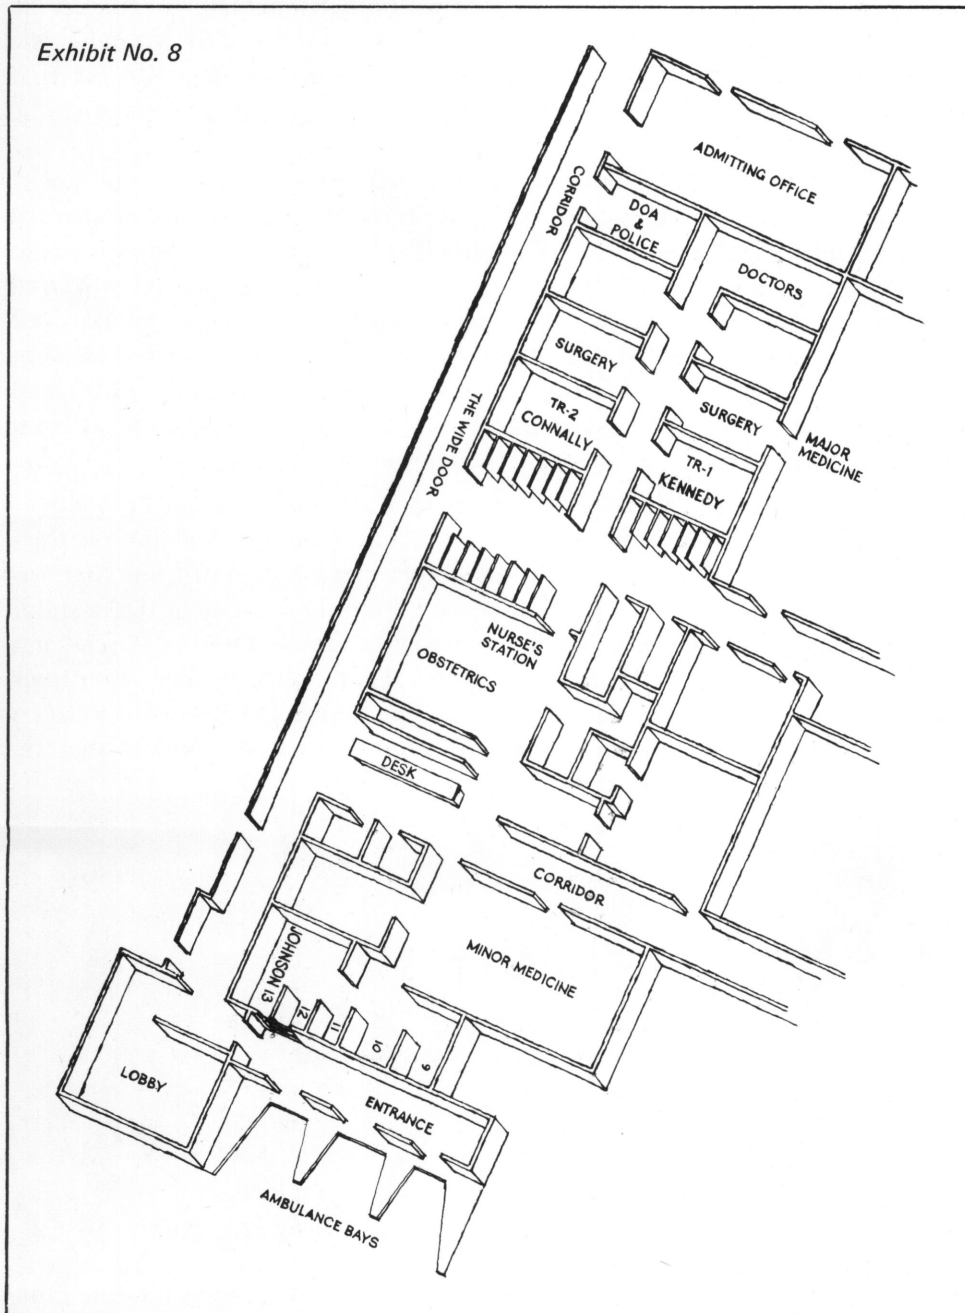 Exhibit No. 8
ADMITTING OFFICE
CORRIDOR
DOA
&
POLICE
DOCTORS
SURGERY
SURGERY
TR-2
CONNALLY
THE WIDE DOOR
MAJOR
MEDICINE
TR-1
KENNEDY
NURSE'S
STATION
OBSTETRICS
DESK
CORRIDOR
MINOR MEDICINE
JOHNSON 13
12
11
10
9
LOBBY
ENTRANCE
AMBULANCE BAYS